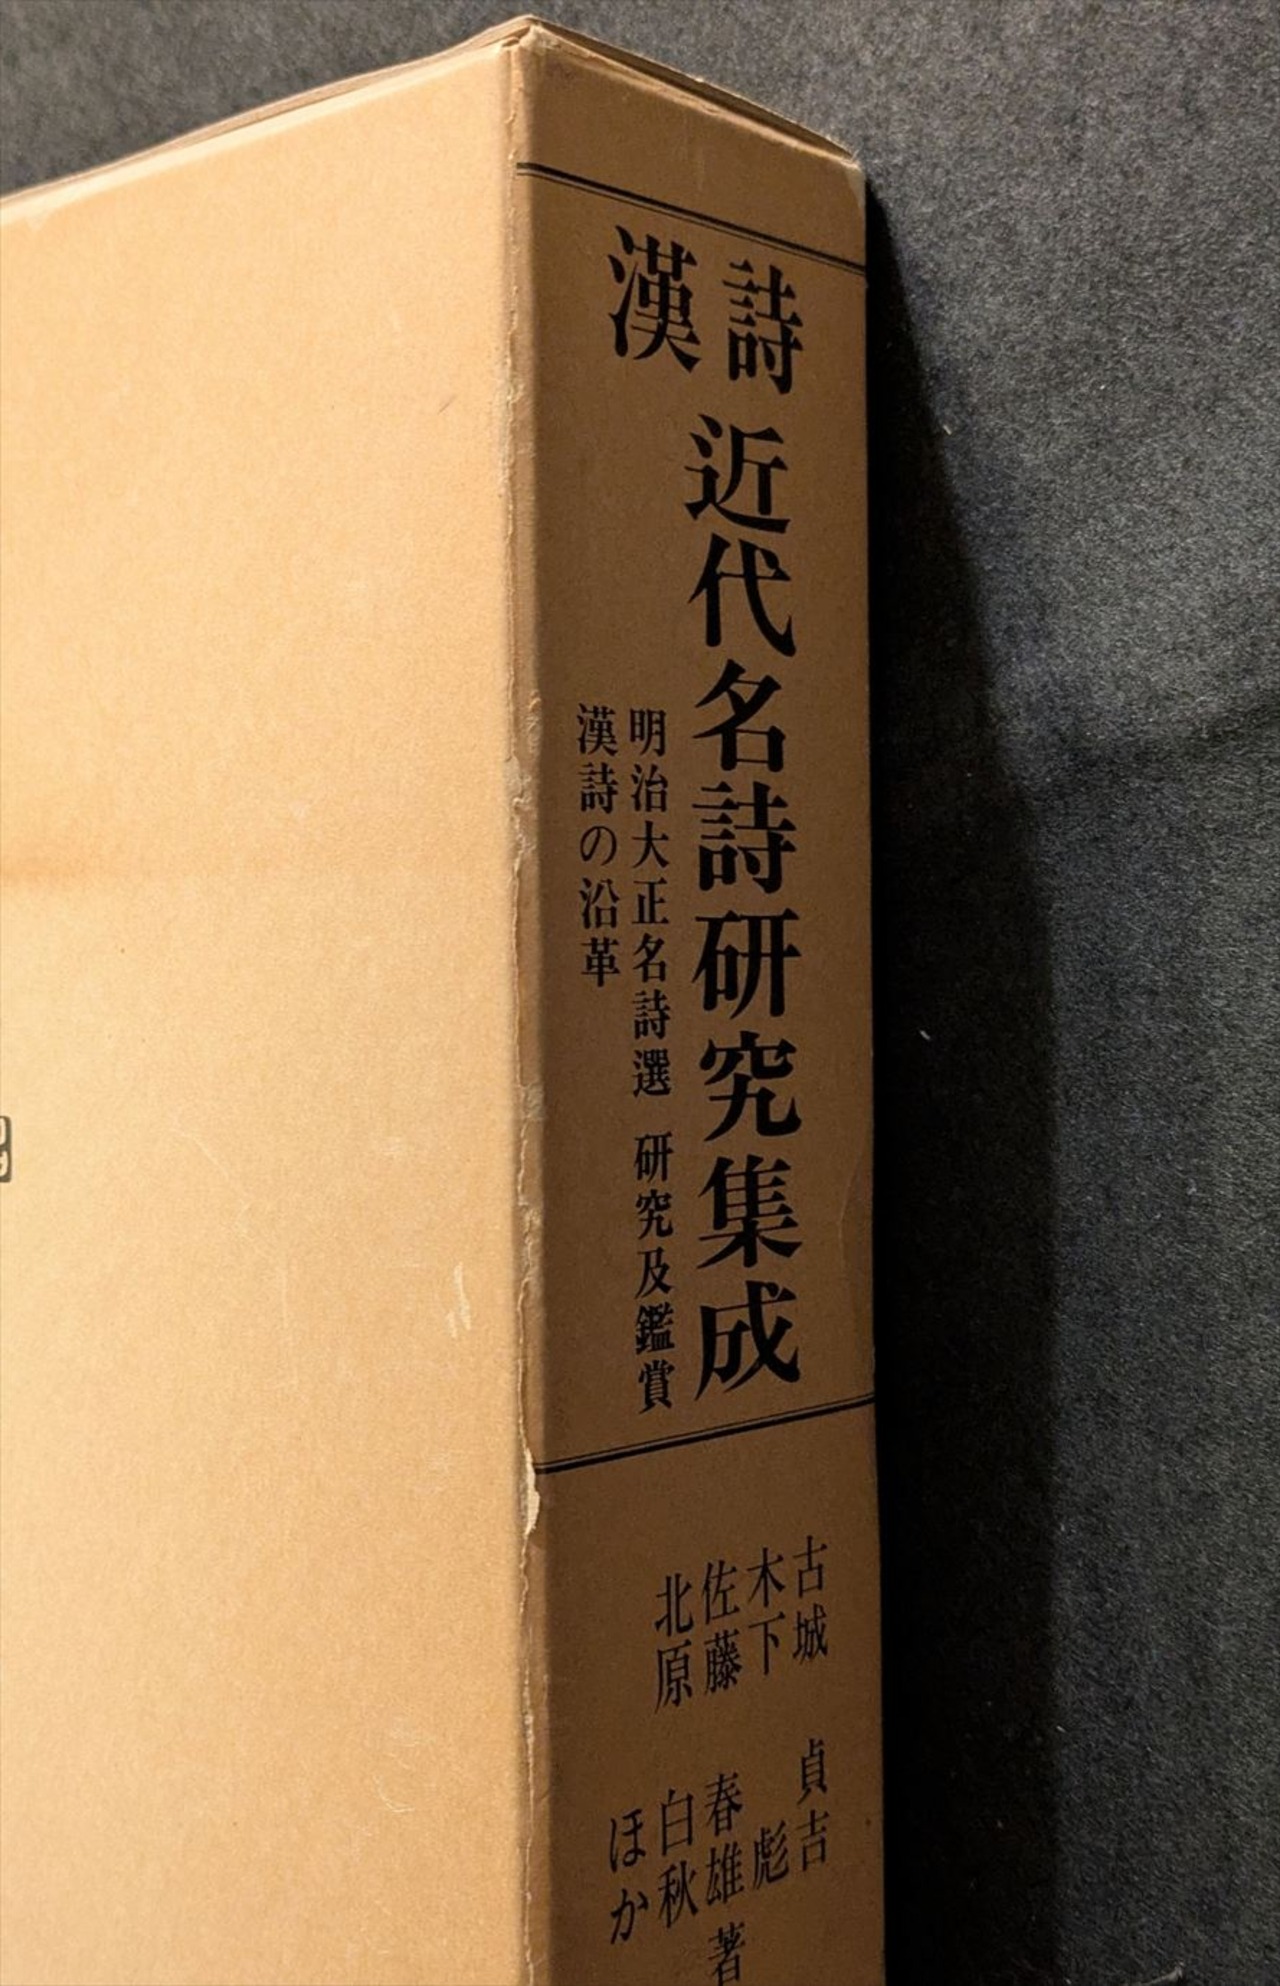 漢詩
近代名詩研究集成
明治大正名詩選 研究及鑑賞
漢詩の沿革
古城 貞吉
木下 彪
佐藤 春雄 著
北原 白秋
ほか